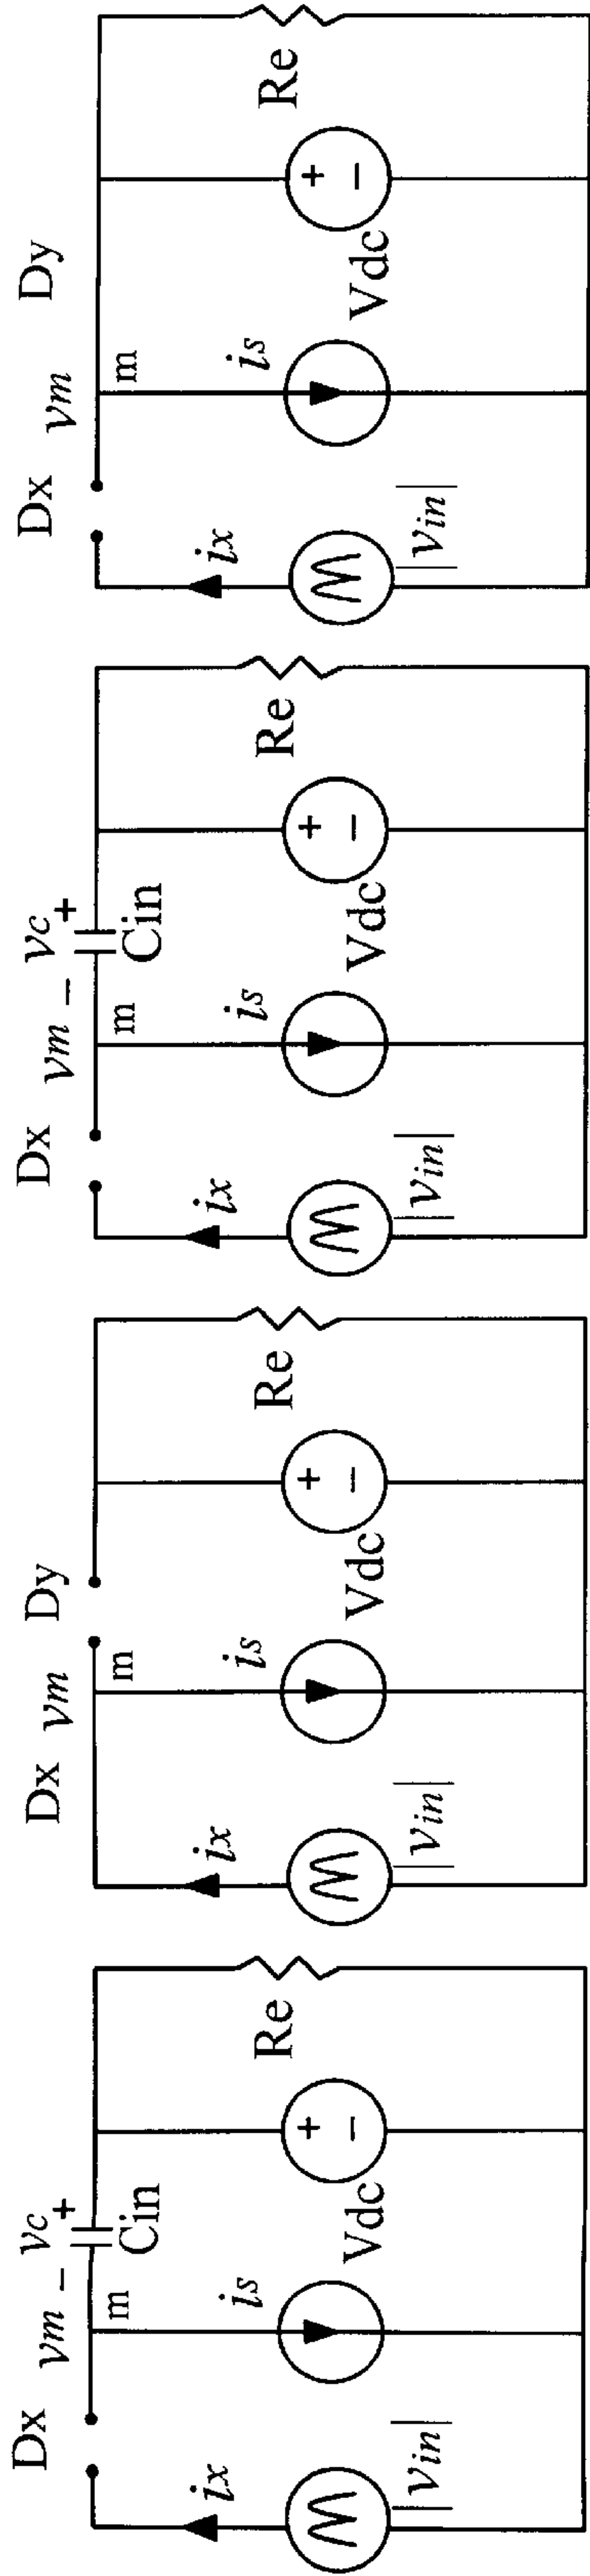 Dx vm Dy
m
ix is
|vin| Vdc Re
Dx vm – vc +
m Cin
ix is
|vin| Vdc Re
Dx vm Dy
m
ix is
|vin| Vdc Re
Dx vm – vc +
m Cin
ix is
|vin| Vdc Re